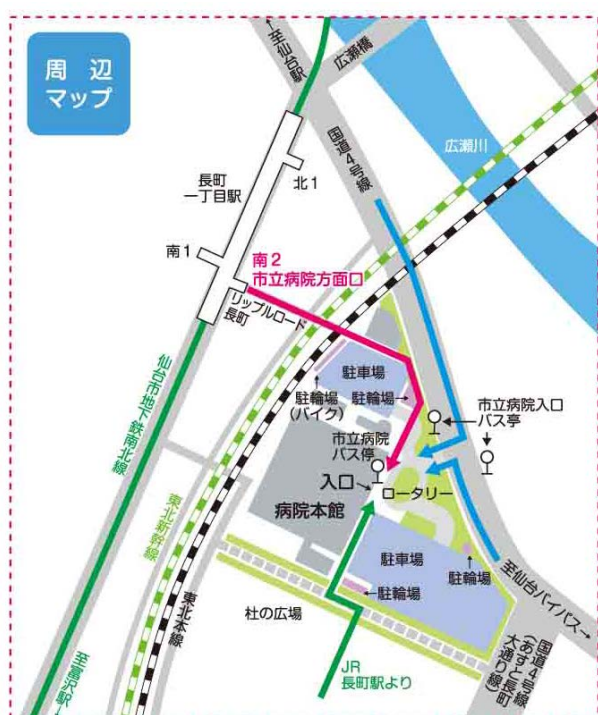 周辺
マップ
←至仙台駅
広瀬橋
国道4号線
広瀬川
長町
一丁目駅
北1
南1
南2
市立病院方面口
リップルロード
長町
駐車場
駐輪場
(バイク)
駐輪場
市立病院入口
バス亭
市立病院
バス停
入口
ロータリー
病院本館
仙台市地下鉄南北線
東北新幹線
東北本線
駐車場
駐輪場
駐輪場
至仙台バイパス→
杜の広場
国道4号線
(あすと長町
大通り線)
JR
長町駅より
至富沢駅←